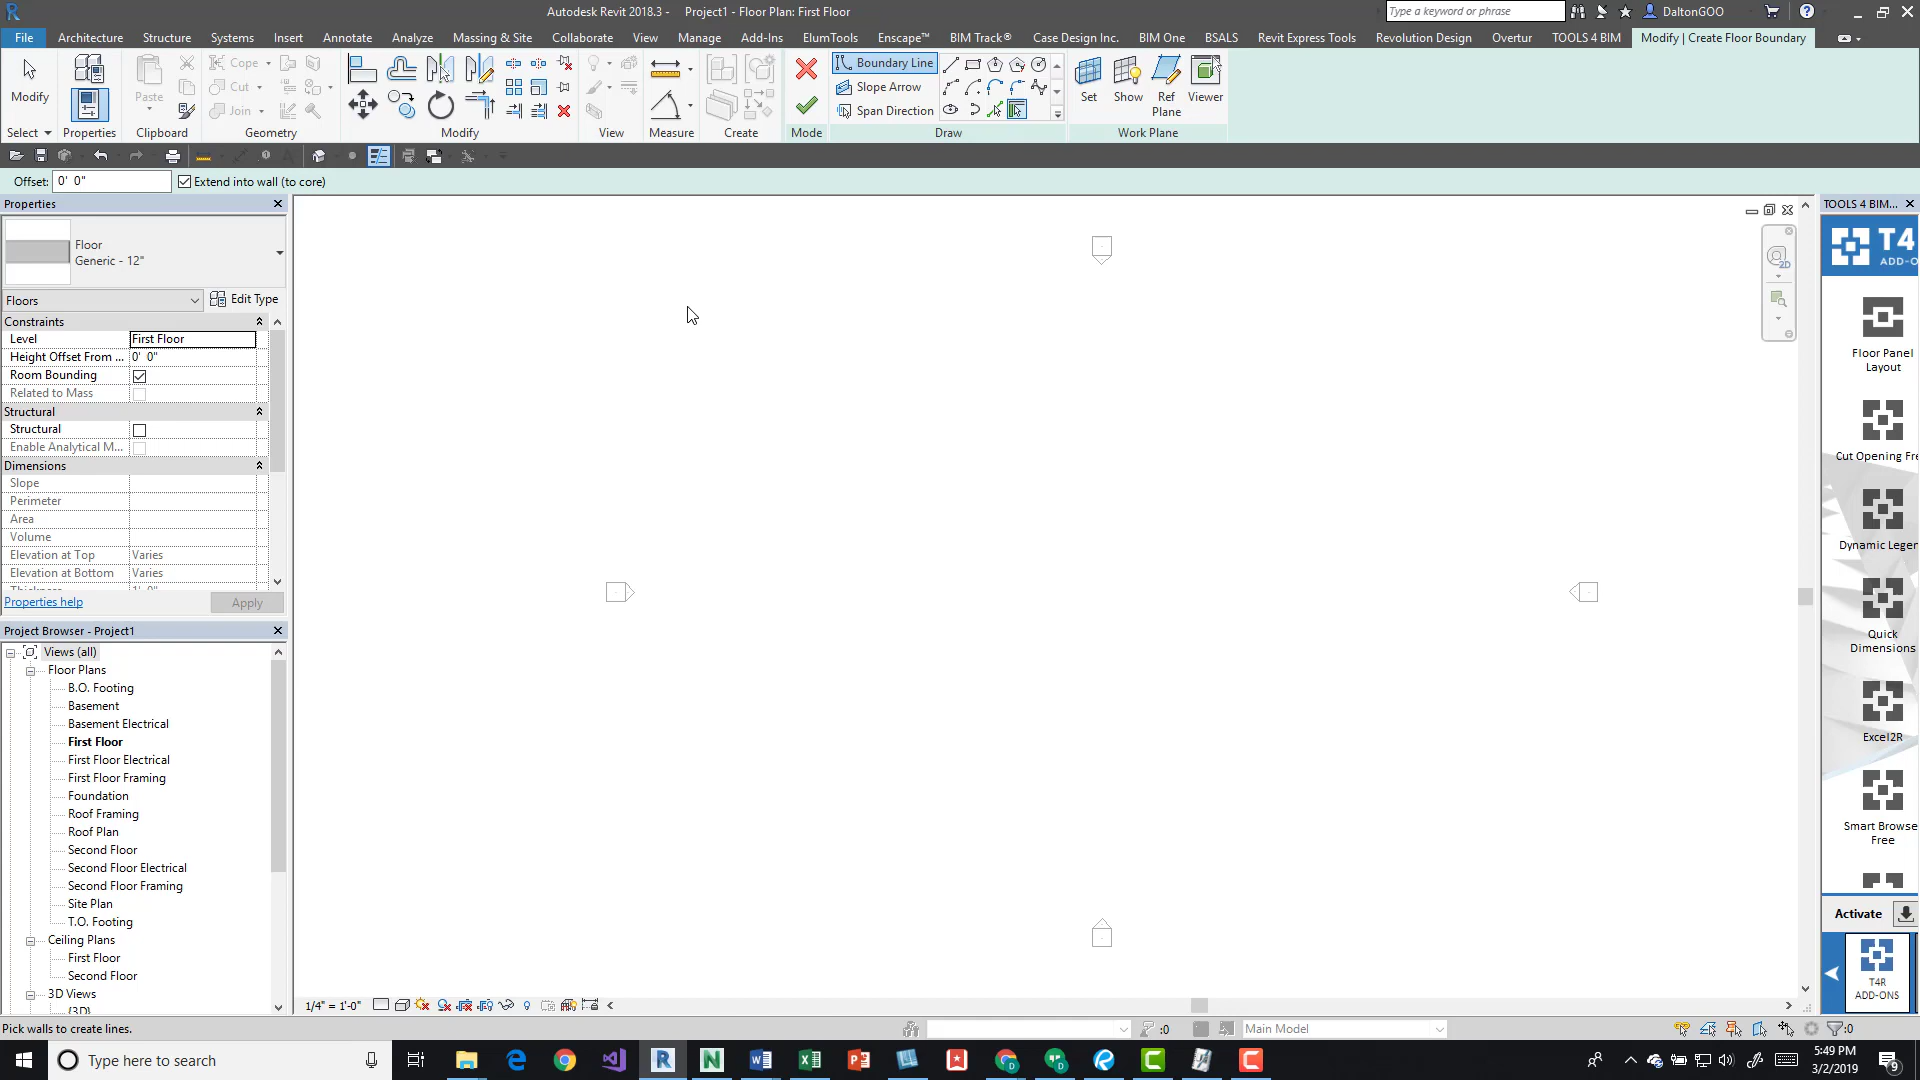 Autodesk Revit 2018.3 - Project1 - Floor Plan: First Floor
Type a keyword or phrase
DaltonGOO
File Architecture Structure Systems Insert Annotate Analyze Massing & Site Collaborate View Manage Add-Ins ElumTools Enscape™ BIM Track® Case Design Inc. BIM One BSALS Revit Express Tools Revolution Design Overtur TOOLS 4 BIM Modify | Create Floor Boundary
Modify
Select
Properties
Paste
Clipboard
Cope
Cut
Join
Geometry
Modify
View
Measure
Create
Mode
Boundary Line
Slope Arrow
Span Direction
Draw
Set
Show
Ref Plane
Viewer
Work Plane
Offset: 0' 0"
Extend into wall (to core)
Properties
Floor
Generic - 12"
Floors
Edit Type
Constraints
Level First Floor
Height Offset From ... 0' 0"
Room Bounding
Related to Mass
Structural
Structural
Enable Analytical M...
Dimensions
Slope
Perimeter
Area
Volume
Elevation at Top Varies
Elevation at Bottom Varies
Properties help
Apply
Project Browser - Project1
Views (all)
Floor Plans
B.O. Footing
Basement
Basement Electrical
First Floor
First Floor Electrical
First Floor Framing
Foundation
Roof Framing
Roof Plan
Second Floor
Second Floor Electrical
Second Floor Framing
Site Plan
T.O. Footing
Ceiling Plans
First Floor
Second Floor
3D Views
{3D}
2D
TOOLS 4 BIM...
T4
ADD-O
Floor Panel
Layout
Cut Opening Fre
Dynamic Legen
Quick
Dimensions
Excel2R
Smart Browse
Free
Activate
T4R
ADD-ONS
1/4" = 1'-0"
Pick walls to create lines.
:0
Main Model
:0
Type here to search
5:49 PM
3/2/2019
9